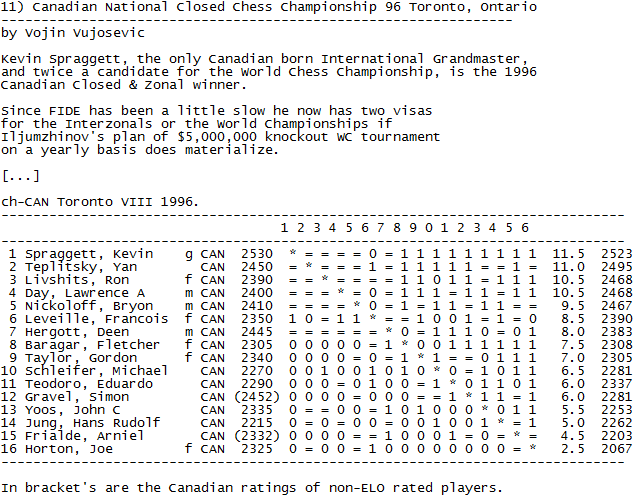 11) Canadian National Closed Chess Championship 96 Toronto, Ontario
by Vojin Vujosevic
Kevin Spraggett, the only Canadian born International Grandmaster,
and twice a candidate for the World Chess Championship, is the 1996
Canadian Closed & Zonal winner.
Since FIDE has been a little slow he now has two visas
for the Interzonals or the World Championships if
Iljumzhinov's plan of $5,000,000 knockout WC tournament
on a yearly basis does materialize.
[...]
ch-CAN Toronto VIII 1996.
1 2 3 4 5 6 7 8 9 0 1 2 3 4 5 6
1 Spraggett, Kevin g CAN 2530 * = = = = 0 = 1 1 1 1 1 1 1 1 1 11.5 2523
2 Teplitsky, Yan CAN 2450 = * = = = 1 = 1 1 1 1 1 = = 1 = 11.0 2495
3 Livshits, Ron f CAN 2390 = = * = = = = 1 1 0 1 1 = 1 1 1 10.5 2468
4 Day, Lawrence A m CAN 2400 = = = * = 0 = 1 1 1 = 1 1 = 1 1 10.5 2468
5 Nickoloff, Bryon m CAN 2410 = = = = * 0 = 1 = 1 1 = 1 1 = = 9.5 2467
6 Leveille, Francois f CAN 2350 1 0 = 1 1 * = = 1 0 0 1 = 1 = 0 8.5 2390
7 Hergott, Deen m CAN 2445 = = = = = = * 0 = 1 1 1 0 = 0 1 8.0 2383
8 Baragar, Fletcher f CAN 2305 0 0 0 0 0 = 1 * 0 0 1 1 1 1 1 1 7.5 2308
9 Taylor, Gordon f CAN 2340 0 0 0 0 = 0 = 1 * 1 = = 0 1 1 1 7.0 2305
10 Schleifer, Michael CAN 2270 0 0 1 0 0 1 0 1 0 * 0 = 1 0 1 1 6.5 2281
11 Teodoro, Eduardo CAN 2290 0 0 0 = 0 1 0 0 = 1 * 0 1 1 0 1 6.0 2337
12 Gravel, Simon CAN (2452) 0 0 0 0 = 0 0 0 = = 1 * 1 1 = 1 6.0 2281
13 Yoos, John C CAN 2335 0 = = 0 0 = 1 0 1 0 0 0 * 0 1 1 5.5 2253
14 Jung, Hans Rudolf CAN 2215 0 = 0 = 0 0 = 0 0 1 0 0 1 * = 1 5.0 2262
15 Frialde, Arniel CAN (2332) 0 0 0 0 = = 1 0 0 0 1 = 0 = * = 4.5 2203
16 Horton, Joe f CAN 2325 0 = 0 0 = 1 0 0 0 0 0 0 0 0 = * 2.5 2067
In bracket's are the Canadian ratings of non-ELO rated players.